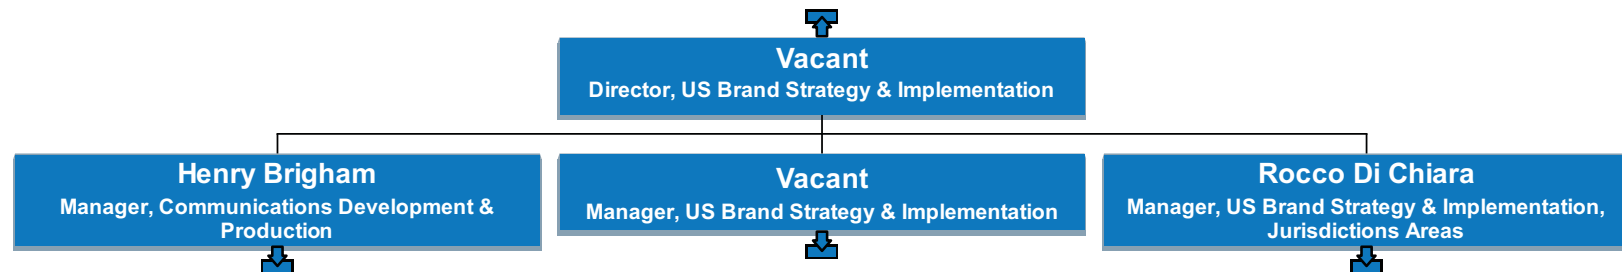 Vacant
Director, US Brand Strategy & Implementation
Henry Brigham
Manager, Communications Development &
Production
Vacant
Manager, US Brand Strategy & Implementation
Rocco Di Chiara
Manager, US Brand Strategy & Implementation,
Jurisdictions Areas